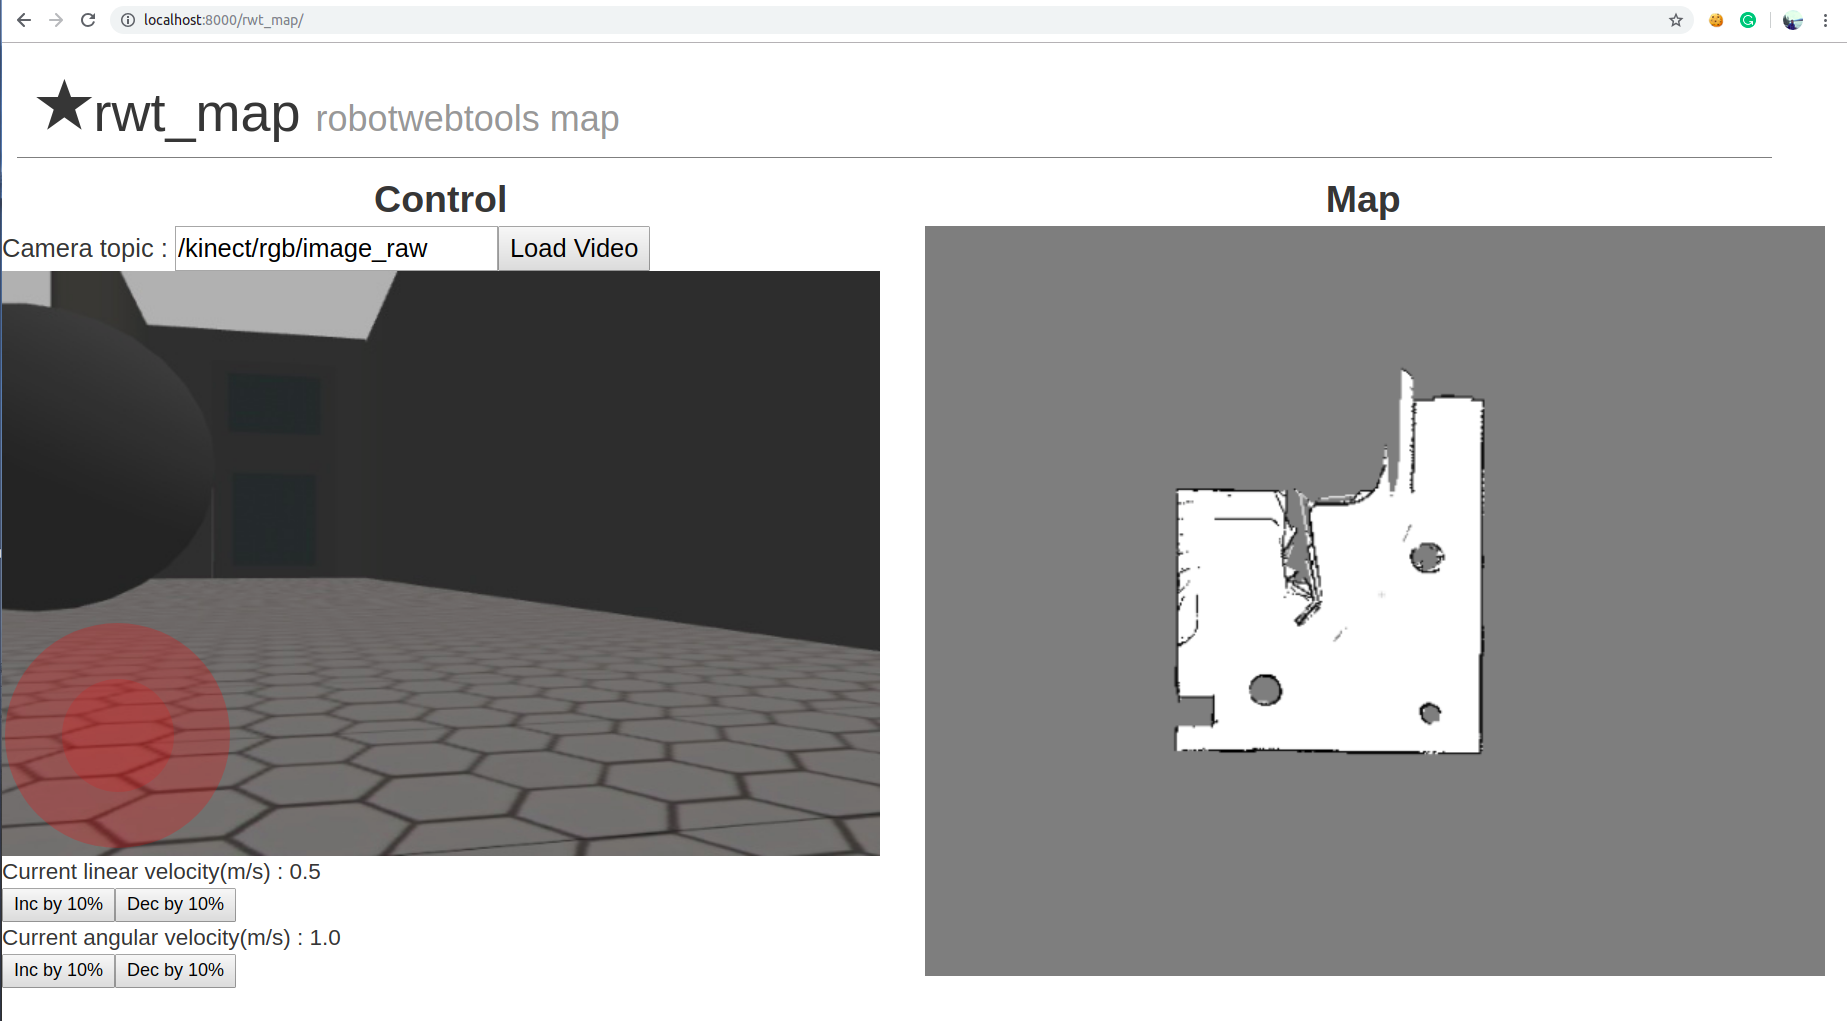 localhost:8000/rwt_map/
★rwt_map robotwebtools map
Control
Camera topic : /kinect/rgb/image_raw Load Video
Current linear velocity(m/s) : 0.5
Inc by 10% Dec by 10%
Current angular velocity(m/s) : 1.0
Inc by 10% Dec by 10%
Map